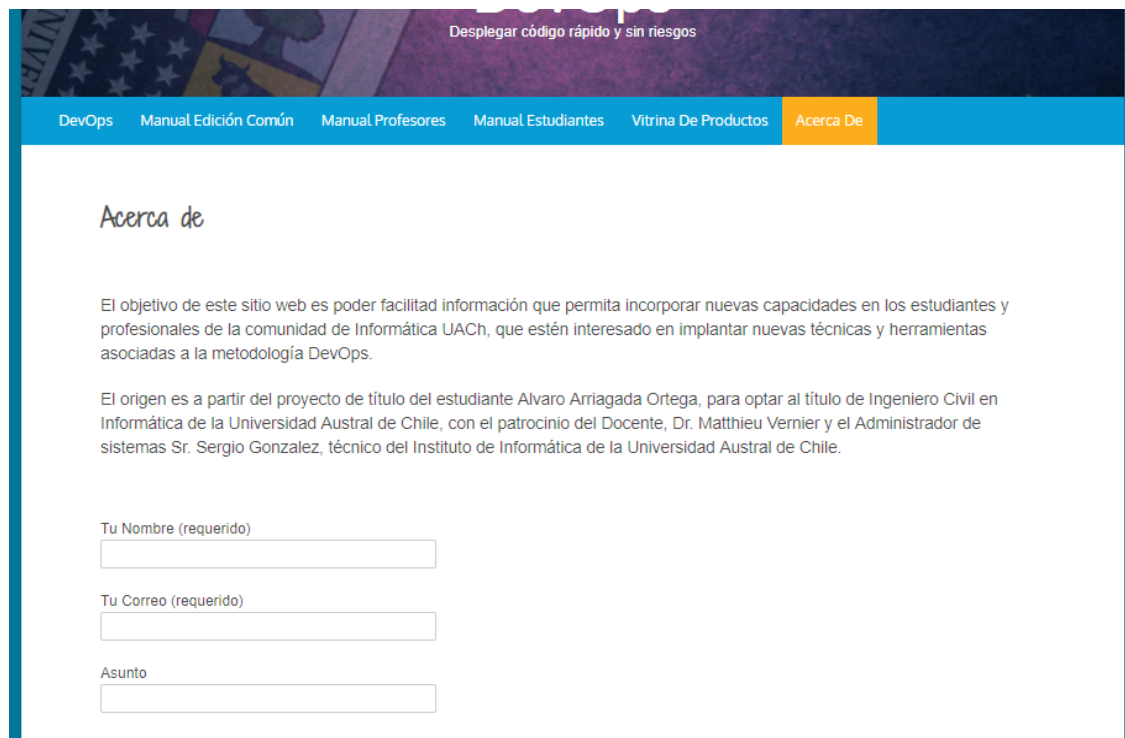 DevOps
Desplegar código rápido y sin riesgos
DevOps Manual Edición Común Manual Profesores Manual Estudiantes Vitrina De Productos Acerca De
Acerca de
El objetivo de este sitio web es poder facilitad información que permita incorporar nuevas capacidades en los estudiantes y
profesionales de la comunidad de Informática UACh, que estén interesado en implantar nuevas técnicas y herramientas
asociadas a la metodología DevOps.
El origen es a partir del proyecto de título del estudiante Alvaro Arriagada Ortega, para optar al título de Ingeniero Civil en
Informática de la Universidad Austral de Chile, con el patrocinio del Docente, Dr. Matthieu Vernier y el Administrador de
sistemas Sr. Sergio Gonzalez, técnico del Instituto de Informática de la Universidad Austral de Chile.
Tu Nombre (requerido)
Tu Correo (requerido)
Asunto